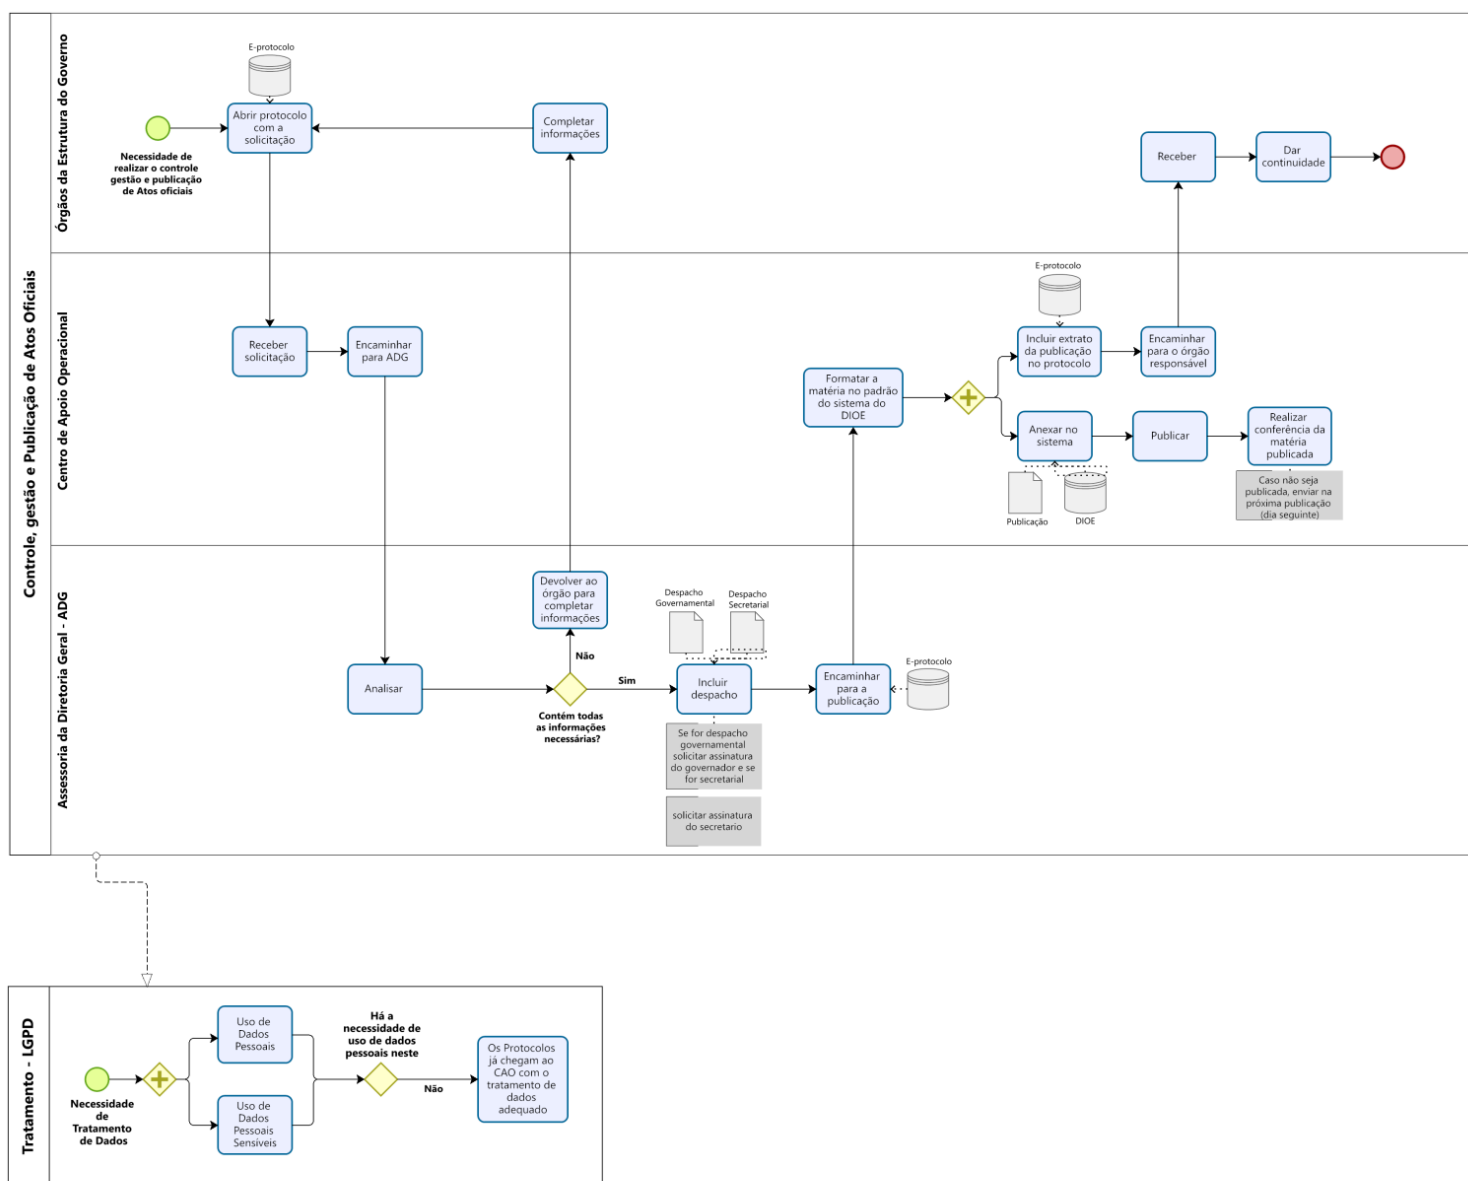 Controle, gestão e Publicação de Atos Oficiais
Órgãos da Estrutura do Governo
E-protocolo
Abrir protocolo
com a
solicitação
Completar
informações
Necessidade de
realizar o controle
gestão e publicação
de Atos oficiais
Receber
Dar
continuidade
Centro de Apoio Operacional
Receber
solicitação
Encaminhar
para ADG
Formatar a
matéria no padrão
do sistema do
DIOE
E-protocolo
Incluir extrato
da publicação
no protocolo
Encaminhar
para o órgão
responsável
Anexar no
sistema
Publicar
Realizar
conferência da
matéria
publicada
Publicação
DIOE
Caso não seja
publicada, enviar na
próxima publicação
(dia seguinte)
Assessoria da Diretoria Geral - ADG
Devolver ao
órgão para
completar
informações
Não
Analisar
Contém todas
as informações
necessárias?
Sim
Despacho
Governamental
Despacho
Secretarial
Incluir
despacho
Se for despacho
governamental
solicitar assinatura
do governador e se
for secretarial
solicitar assinatura
do secretario
Encaminhar
para a
publicação
E-protocolo
Tratamento - LGPD
Necessidade
de
Tratamento
de Dados
Uso de
Dados
Pessoais
Uso de
Dados
Pessoais
Sensíveis
Há a
necessidade de
uso de dados
pessoais neste
Não
Os Protocolos
já chegam ao
CAO com o
tratamento de
dados
adequado